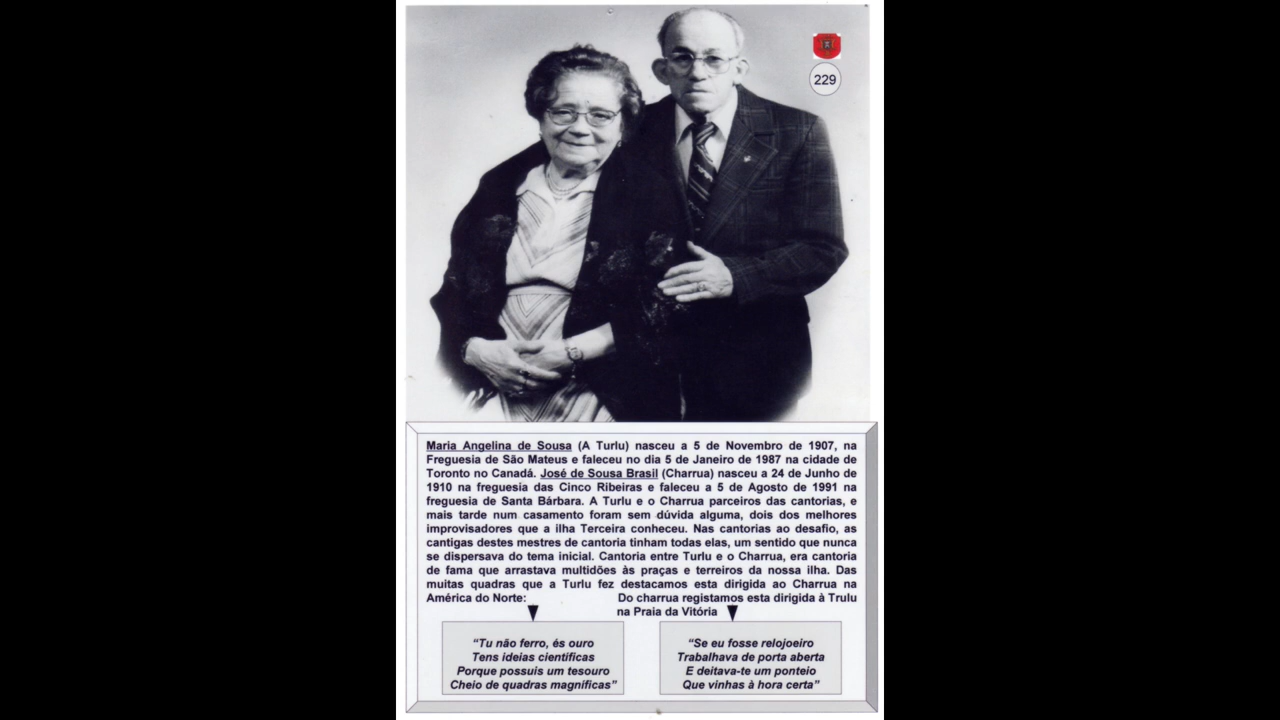 229
Maria Angelina de Sousa (A Turlu) nasceu a 5 de Novembro de 1907, na
Freguesia de São Mateus e faleceu no dia 5 de Janeiro de 1987 na cidade de
Toronto no Canadá. José de Sousa Brasil (Charrua) nasceu a 24 de Junho de
1910 na freguesia das Cinco Ribeiras e faleceu a 5 de Agosto de 1991 na
freguesia de Santa Bárbara. A Turlu e o Charrua parceiros das cantorias, e
mais tarde num casamento foram sem dúvida alguma, dois dos melhores
improvisadores que a ilha Terceira conheceu. Nas cantorias ao desafio, as
cantigas destes mestres de cantoria tinham todas elas, um sentido que nunca
se dispersava do tema inicial. Cantoria entre Turlu e o Charrua, era cantoria
de fama que arrastava multidões às praças e terreiros da nossa ilha. Das
muitas quadras que a Turlu fez destacamos esta dirigida ao Charrua na
América do Norte:
Do charrua registamos esta dirigida à Trulu
na Praia da Vitória
“Tu não ferro, és ouro
Tens ideias científicas
Porque possuis um tesouro
Cheio de quadras magníficas”
“Se eu fosse relojoeiro
Trabalhava de porta aberta
E deitava-te um ponteio
Que vinhas à hora certa”